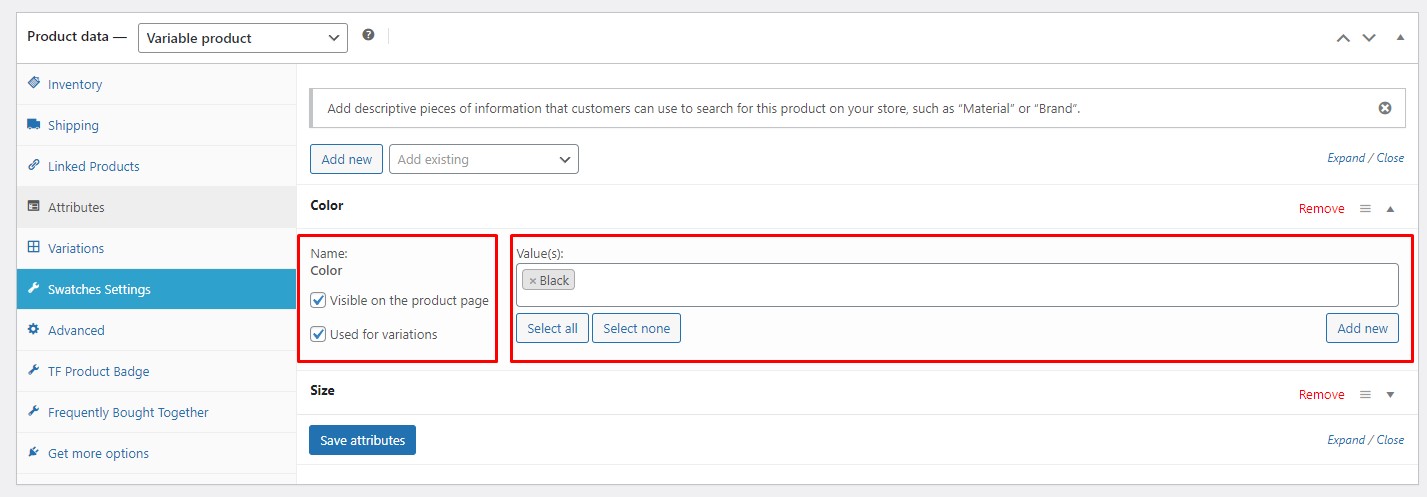 Product data — Variable product
Inventory
Shipping
Linked Products
Attributes
Variations
Swatches Settings
Advanced
TF Product Badge
Frequently Bought Together
Get more options
Add descriptive pieces of information that customers can use to search for this product on your store, such as “Material” or “Brand”.
Add new Add existing Expand / Close
Color Remove
Name:
Color
Visible on the product page
Used for variations
Value(s):
× Black
Select all Select none Add new
Size Remove
Save attributes Expand / Close